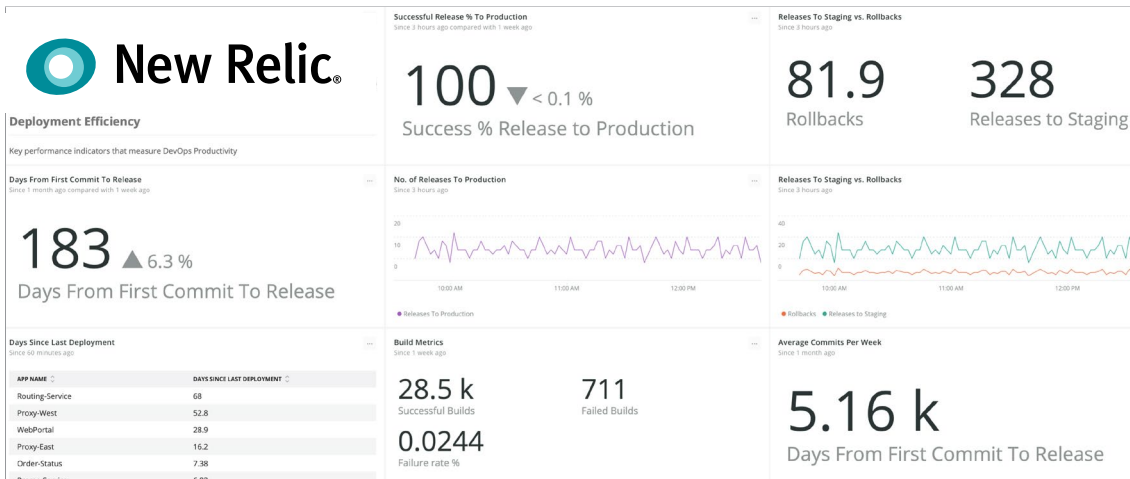 New Relic®
Deployment Efficiency
Key performance indicators that measure DevOps Productivity
Successful Release % To Production
Since 3 hours ago compared with 1 week ago
100 ▼ < 0.1 %
Success % Release to Production
Releases To Staging vs. Rollbacks
Since 3 hours ago
81.9
Rollbacks
328
Releases to Staging
Days From First Commit To Release
Since 1 month ago compared with 1 week ago
183 ▲ 6.3 %
Days From First Commit To Release
No. of Releases To Production
Since 3 hours ago
20
10
0
10:00 AM 11:00 AM 12:00 PM
Releases To Production
Releases To Staging vs. Rollbacks
Since 3 hours ago
40
20
0
10:00 AM 11:00 AM 12:00 PM
Rollbacks Releases to Staging
Days Since Last Deployment
Since 60 minutes ago
APP NAME DAYS SINCE LAST DEPLOYMENT
Routing-Service 68
Proxy-West 52.8
WebPortal 28.9
Proxy-East 16.2
Order-Status 7.38
Build Metrics
Since 1 week ago
28.5 k
Successful Builds
711
Failed Builds
0.0244
Failure rate %
Average Commits Per Week
Since 1 month ago
5.16 k
Days From First Commit To Release